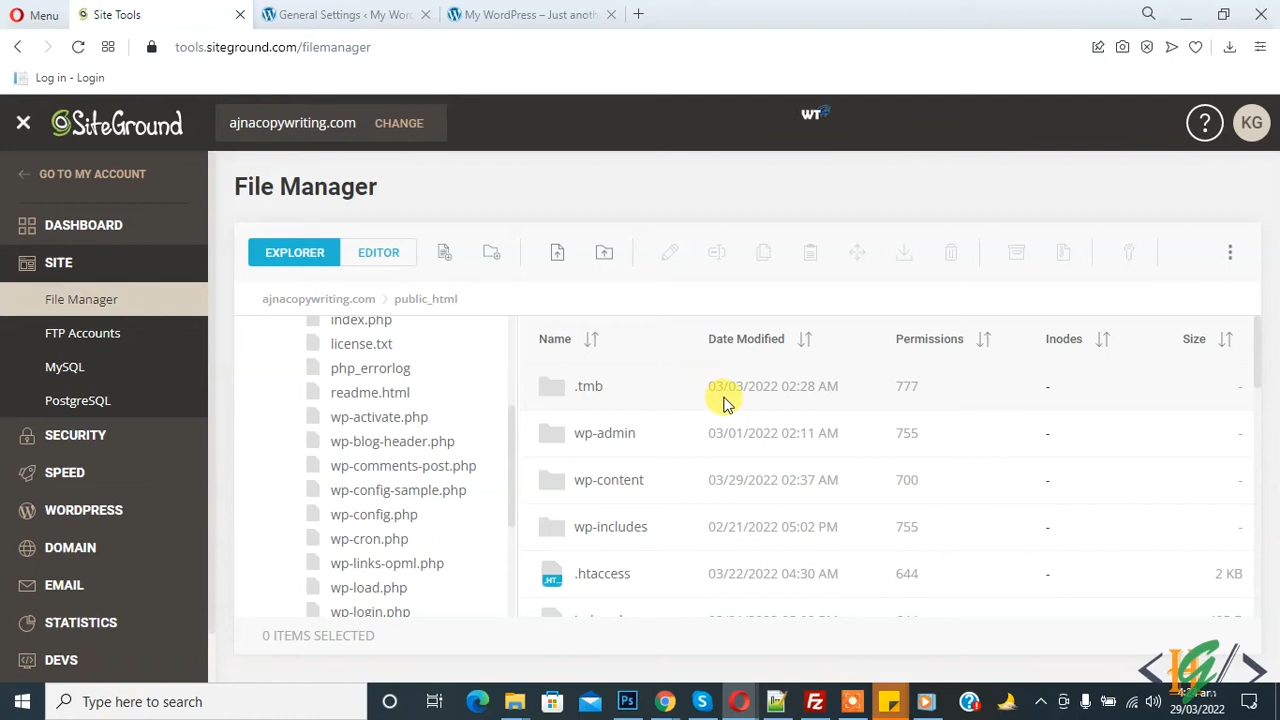 Menu
Site Tools
General Settings ‹ My Wor
My WordPress – Just anoth
tools.siteground.com/filemanager
Log in - Login
SiteGround
ajnacopywriting.com CHANGE
WT
KG
GO TO MY ACCOUNT
DASHBOARD
SITE
File Manager
FTP Accounts
MySQL
PostgreSQL
SECURITY
SPEED
WORDPRESS
DOMAIN
EMAIL
STATISTICS
DEVS
File Manager
EXPLORER EDITOR
ajnacopywriting.com public_html
index.php
license.txt
php_errorlog
readme.html
wp-activate.php
wp-blog-header.php
wp-comments-post.php
wp-config-sample.php
wp-config.php
wp-cron.php
wp-links-opml.php
wp-load.php
wp-login.php
Name Date Modified Permissions Inodes Size
.tmb 03/03/2022 02:28 AM 777 - -
wp-admin 03/01/2022 02:11 AM 755 - -
wp-content 03/29/2022 02:37 AM 700 - -
wp-includes 02/21/2022 05:02 PM 755 - -
.htaccess 03/22/2022 04:30 AM 644 - 2 KB
0 ITEMS SELECTED
Type here to search
29/03/2022